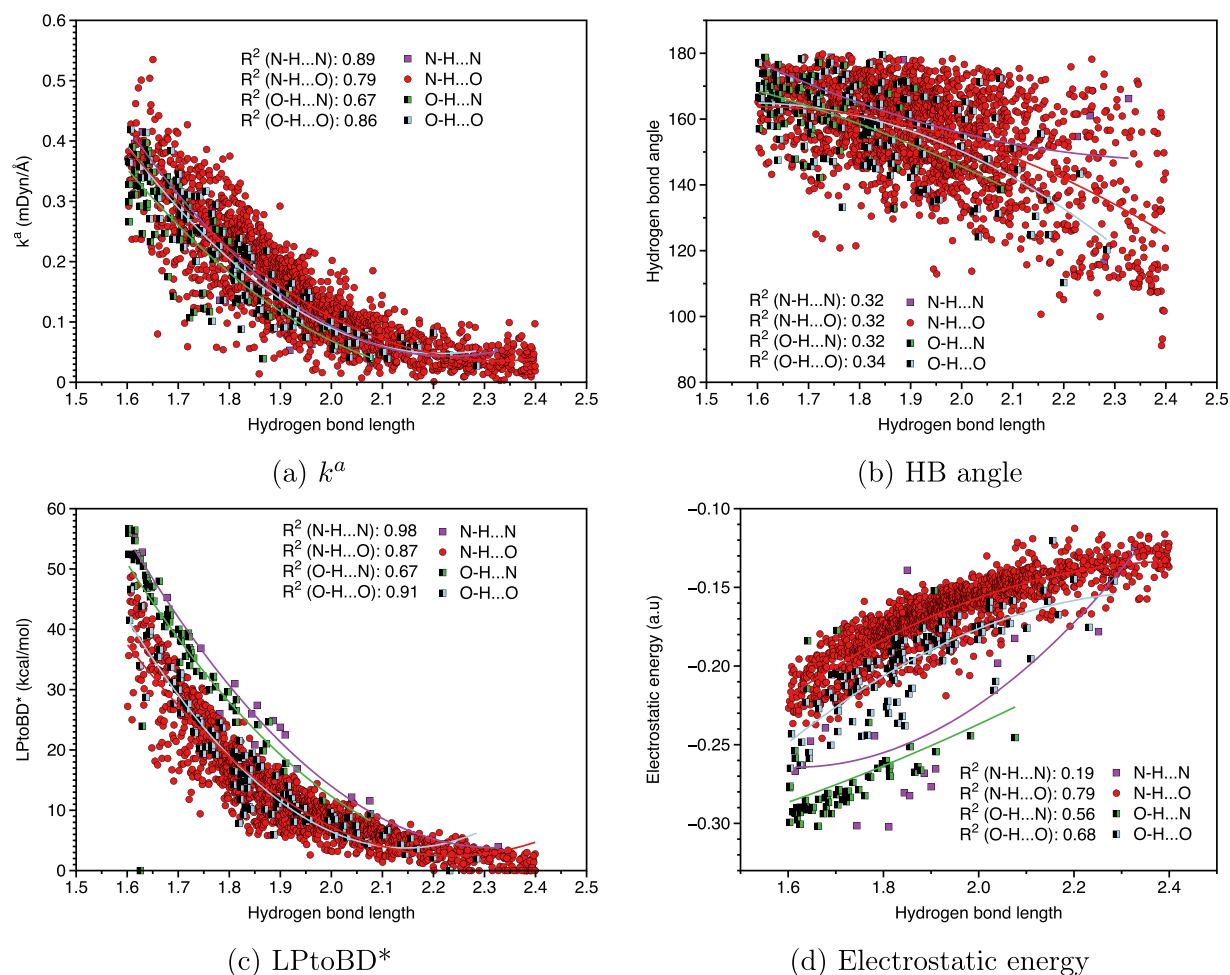 0.6
0.5
0.4
0.3
0.2
0.1
0
kᵃ (mDyn/Å)
R² (N-H...N): 0.89
R² (N-H...O): 0.79
R² (O-H...N): 0.67
R² (O-H...O): 0.86
N-H...N
N-H...O
O-H...N
O-H...O
1.5 1.6 1.7 1.8 1.9 2.0 2.1 2.2 2.3 2.4 2.5
Hydrogen bond length
(a) kᵃ
180
160
140
120
100
80
Hydrogen bond angle
R² (N-H...N): 0.32
R² (N-H...O): 0.32
R² (O-H...N): 0.32
R² (O-H...O): 0.34
N-H...N
N-H...O
O-H...N
O-H...O
1.5 1.6 1.7 1.8 1.9 2.0 2.1 2.2 2.3 2.4 2.5
Hydrogen bond length
(b) HB angle
60
50
40
30
20
10
0
LPtoBD* (kcal/mol)
R² (N-H...N): 0.98
R² (N-H...O): 0.87
R² (O-H...N): 0.67
R² (O-H...O): 0.91
N-H...N
N-H...O
O-H...N
O-H...O
1.5 1.6 1.7 1.8 1.9 2.0 2.1 2.2 2.3 2.4 2.5
Hydrogen bond length
(c) LPtoBD*
−0.10
−0.15
−0.20
−0.25
−0.30
Electrostatic energy (a.u)
R² (N-H...N): 0.19
R² (N-H...O): 0.79
R² (O-H...N): 0.56
R² (O-H...O): 0.68
N-H...N
N-H...O
O-H...N
O-H...O
1.6 1.8 2.0 2.2 2.4
Hydrogen bond length
(d) Electrostatic energy